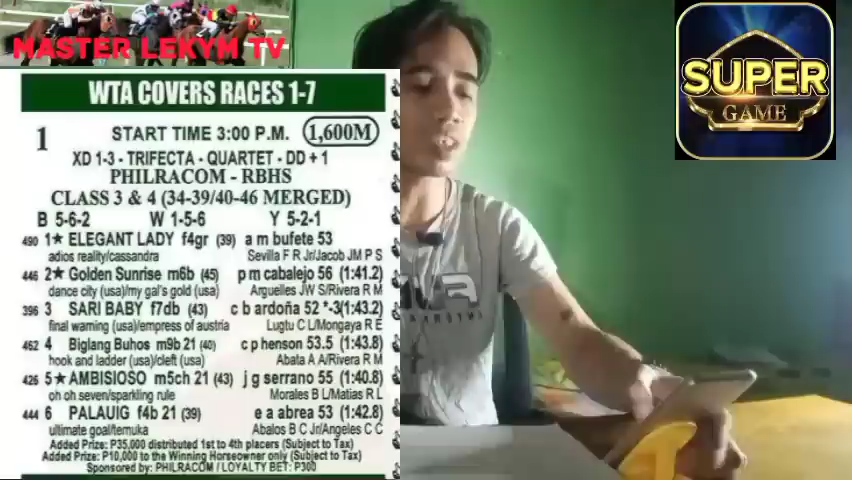 MASTER LEKYM TV
SUPER
GAME
WTA COVERS RACES 1-7
1 START TIME 3:00 P.M. 1,600M
XD 1-3 - TRIFECTA - QUARTET - DD + 1
PHILRACOM - RBHS
CLASS 3 & 4 (34-39/40-46 MERGED)
B 5-6-2 W 1-5-6 Y 5-2-1
490 1★ ELEGANT LADY f4gr (39) a m bufete 53
adios reality/cassandra Sevilla F R Jr/Jacob JM P S
446 2★ Golden Sunrise m6b (45) p m cabalejo 56 (1:41.2)
dance city (usa)/my gal's gold (usa) Arguelles JW S/Rivera R M
396 3 SARI BABY f7db (43) c b ardoña 52 *-3(1:43.2)
final warning (usa)/empress of austria Lugtu C L/Mongaya R E
462 4 Biglang Buhos m9b 21 (40) c p henson 53.5 (1:43.8)
hook and ladder (usa)/cleft (usa) Abata A A/Rivera R M
426 5★ AMBISIOSO m5ch 21 (43) j g serrano 55 (1:40.8)
oh oh seven/sparkling rule Morales B L/Matias R L
444 6 PALAUIG f4b 21 (39) e a abrea 53 (1:42.8)
ultimate goal/temuka Abalos B C Jr/Angeles C C
Added Prize: P35,000 distributed 1st to 4th placers (Subject to Tax)
Added Prize: P10,000 to the Winning Horseowner only (Subject to Tax)
Sponsored by: PHILRACOM / LOYALTY BET: P300